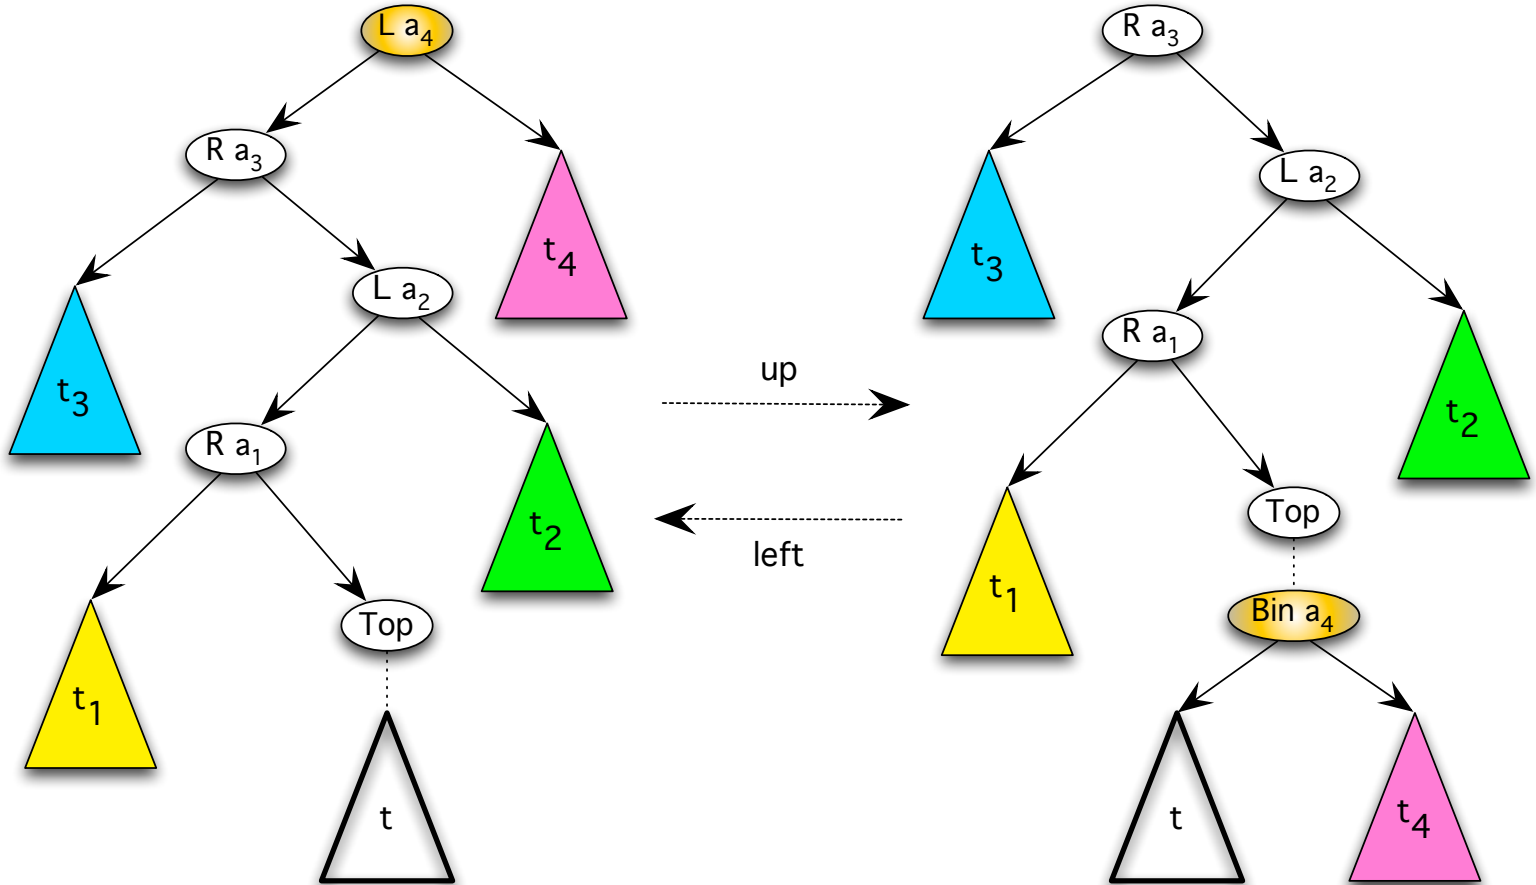 L a4
R a3
t4
L a2
t3
R a1
t2
Top
t1
t
up
left
R a3
L a2
t3
R a1
t2
Top
t1
Bin a4
t
t4